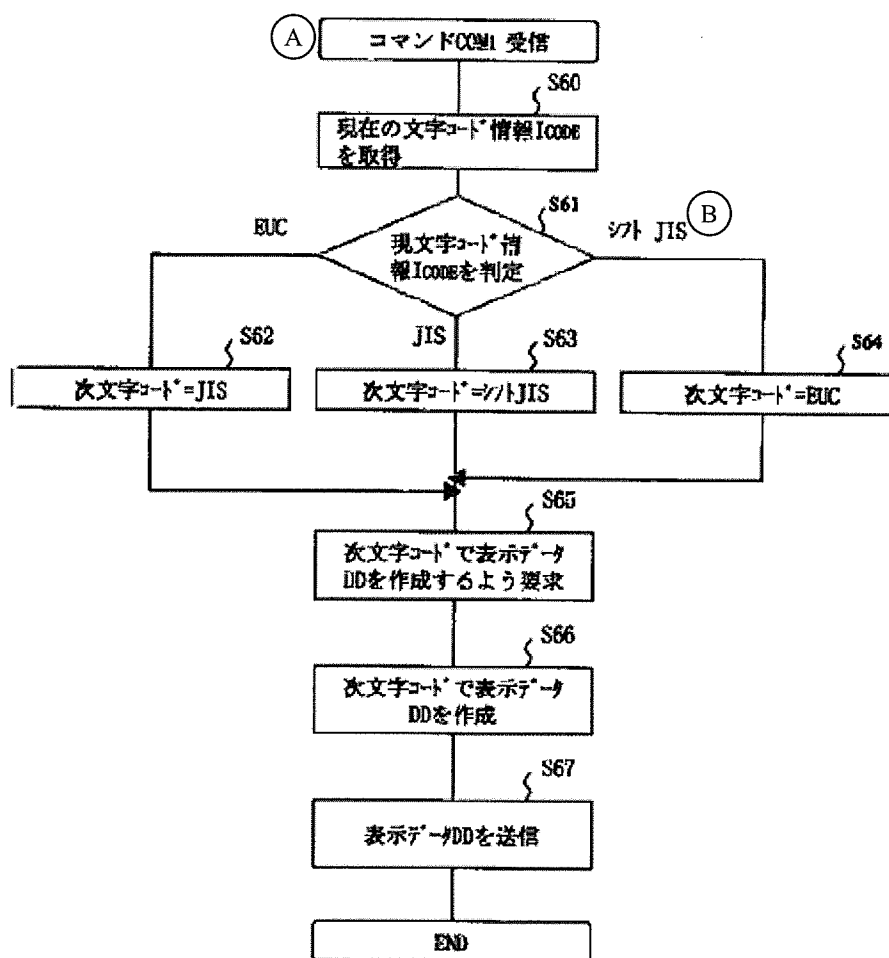 A
コマンドCOM1 受信
S60
現在の文字コード情報ICODE
を取得
S61
B
EUC
シフト JIS
現文字コード情
報ICODEを判定
JIS
S62
S63
S64
次文字コード=JIS
次文字コード=シフトJIS
次文字コード=EUC
S65
次文字コードで表示データ
DDを作成するよう要求
S66
次文字コードで表示データ
DDを作成
S67
表示データDDを送信
END